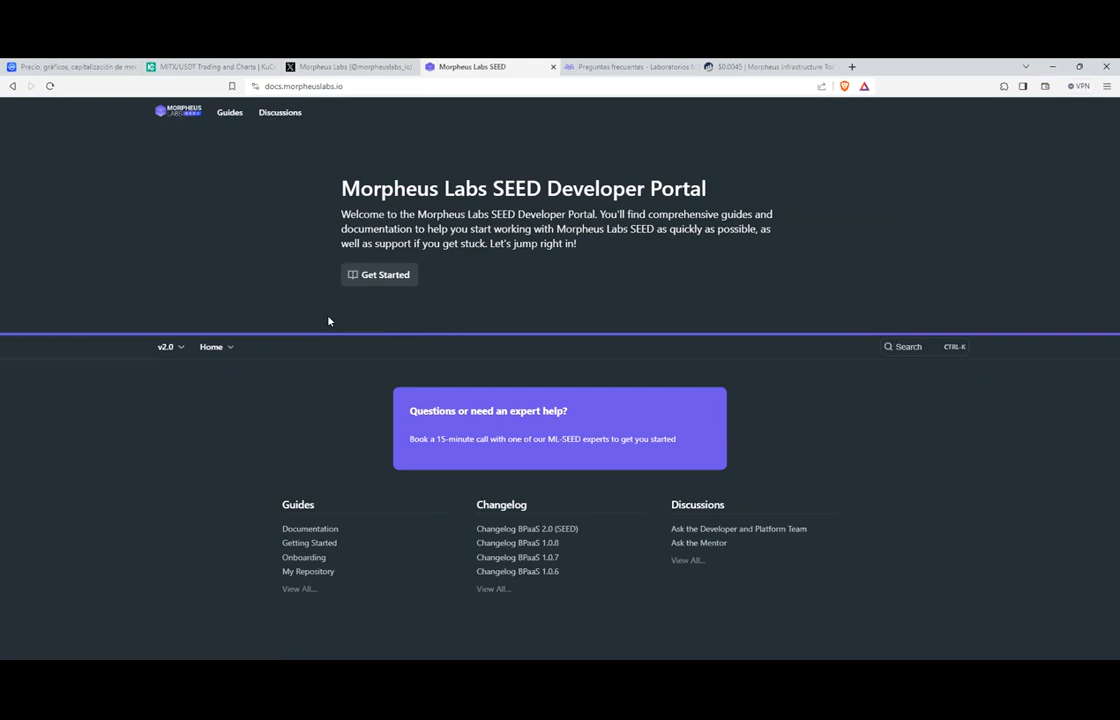 Precio, gráficos, capitalización de mer
MITX/USDT Trading and Charts | KuC
Morpheus Labs (@morpheuslabs_io)
Morpheus Labs SEED
Preguntas frecuentes - Laboratorios M
$0.0045 | Morpheus Infrastructure Tok
docs.morpheuslabs.io
VPN
MORPHEUS
LABS SEED
Guides
Discussions
Morpheus Labs SEED Developer Portal
Welcome to the Morpheus Labs SEED Developer Portal. You'll find comprehensive guides and
documentation to help you start working with Morpheus Labs SEED as quickly as possible, as
well as support if you get stuck. Let's jump right in!
Get Started
v2.0
Home
Search
CTRL-K
Questions or need an expert help?
Book a 15-minute call with one of our ML-SEED experts to get you started
Guides
Documentation
Getting Started
Onboarding
My Repository
View All...
Changelog
Changelog BPaaS 2.0 (SEED)
Changelog BPaaS 1.0.8
Changelog BPaaS 1.0.7
Changelog BPaaS 1.0.6
View All...
Discussions
Ask the Developer and Platform Team
Ask the Mentor
View All...